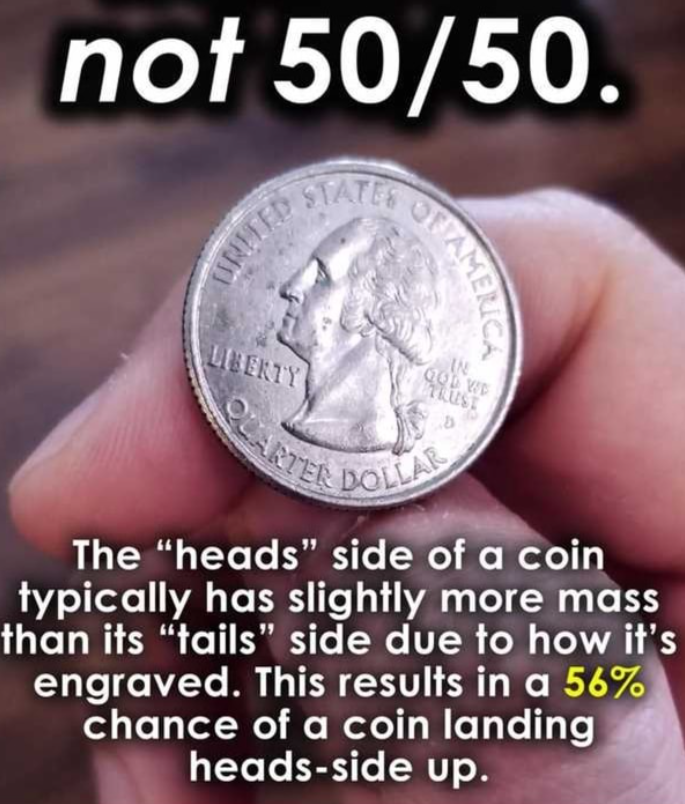 not 50/50.
UNITED STATES OF AMERICA
LIBERTY
IN
GOD WE
TRUST
D
QUARTER DOLLAR
The “heads” side of a coin
typically has slightly more mass
than its “tails” side due to how it's
engraved. This results in a 56%
chance of a coin landing
heads-side up.